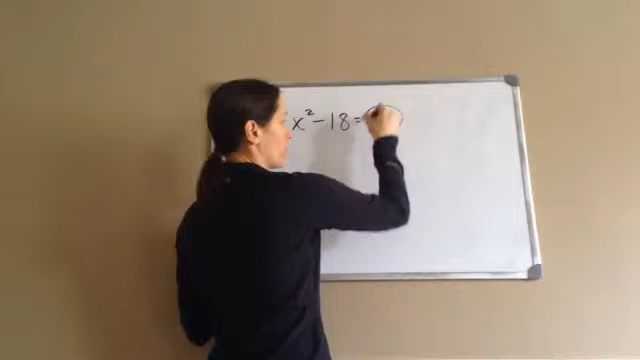 x² - 18 =